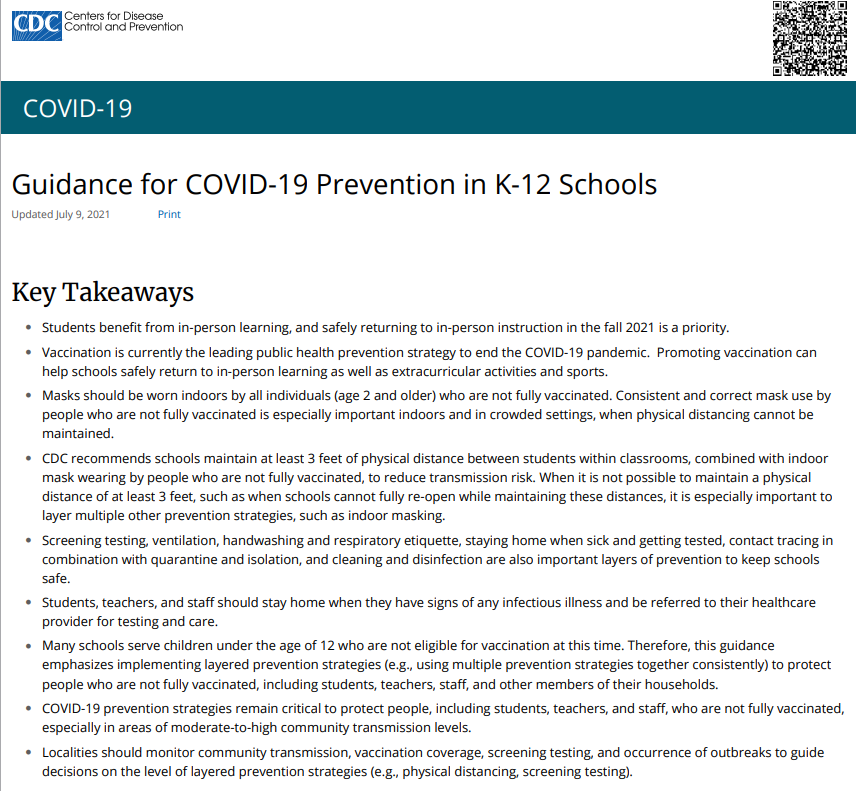 CDC Centers for Disease
Control and Prevention
COVID-19
Guidance for COVID-19 Prevention in K-12 Schools
Updated July 9, 2021 Print
Key Takeaways
• Students benefit from in-person learning, and safely returning to in-person instruction in the fall 2021 is a priority.
• Vaccination is currently the leading public health prevention strategy to end the COVID-19 pandemic.  Promoting vaccination can
help schools safely return to in-person learning as well as extracurricular activities and sports.
• Masks should be worn indoors by all individuals (age 2 and older) who are not fully vaccinated. Consistent and correct mask use by
people who are not fully vaccinated is especially important indoors and in crowded settings, when physical distancing cannot be
maintained.
• CDC recommends schools maintain at least 3 feet of physical distance between students within classrooms, combined with indoor
mask wearing by people who are not fully vaccinated, to reduce transmission risk. When it is not possible to maintain a physical
distance of at least 3 feet, such as when schools cannot fully re-open while maintaining these distances, it is especially important to
layer multiple other prevention strategies, such as indoor masking.
• Screening testing, ventilation, handwashing and respiratory etiquette, staying home when sick and getting tested, contact tracing in
combination with quarantine and isolation, and cleaning and disinfection are also important layers of prevention to keep schools
safe.
• Students, teachers, and staff should stay home when they have signs of any infectious illness and be referred to their healthcare
provider for testing and care.
• Many schools serve children under the age of 12 who are not eligible for vaccination at this time. Therefore, this guidance
emphasizes implementing layered prevention strategies (e.g., using multiple prevention strategies together consistently) to protect
people who are not fully vaccinated, including students, teachers, staff, and other members of their households.
• COVID-19 prevention strategies remain critical to protect people, including students, teachers, and staff, who are not fully vaccinated,
especially in areas of moderate-to-high community transmission levels.
• Localities should monitor community transmission, vaccination coverage, screening testing, and occurrence of outbreaks to guide
decisions on the level of layered prevention strategies (e.g., physical distancing, screening testing).